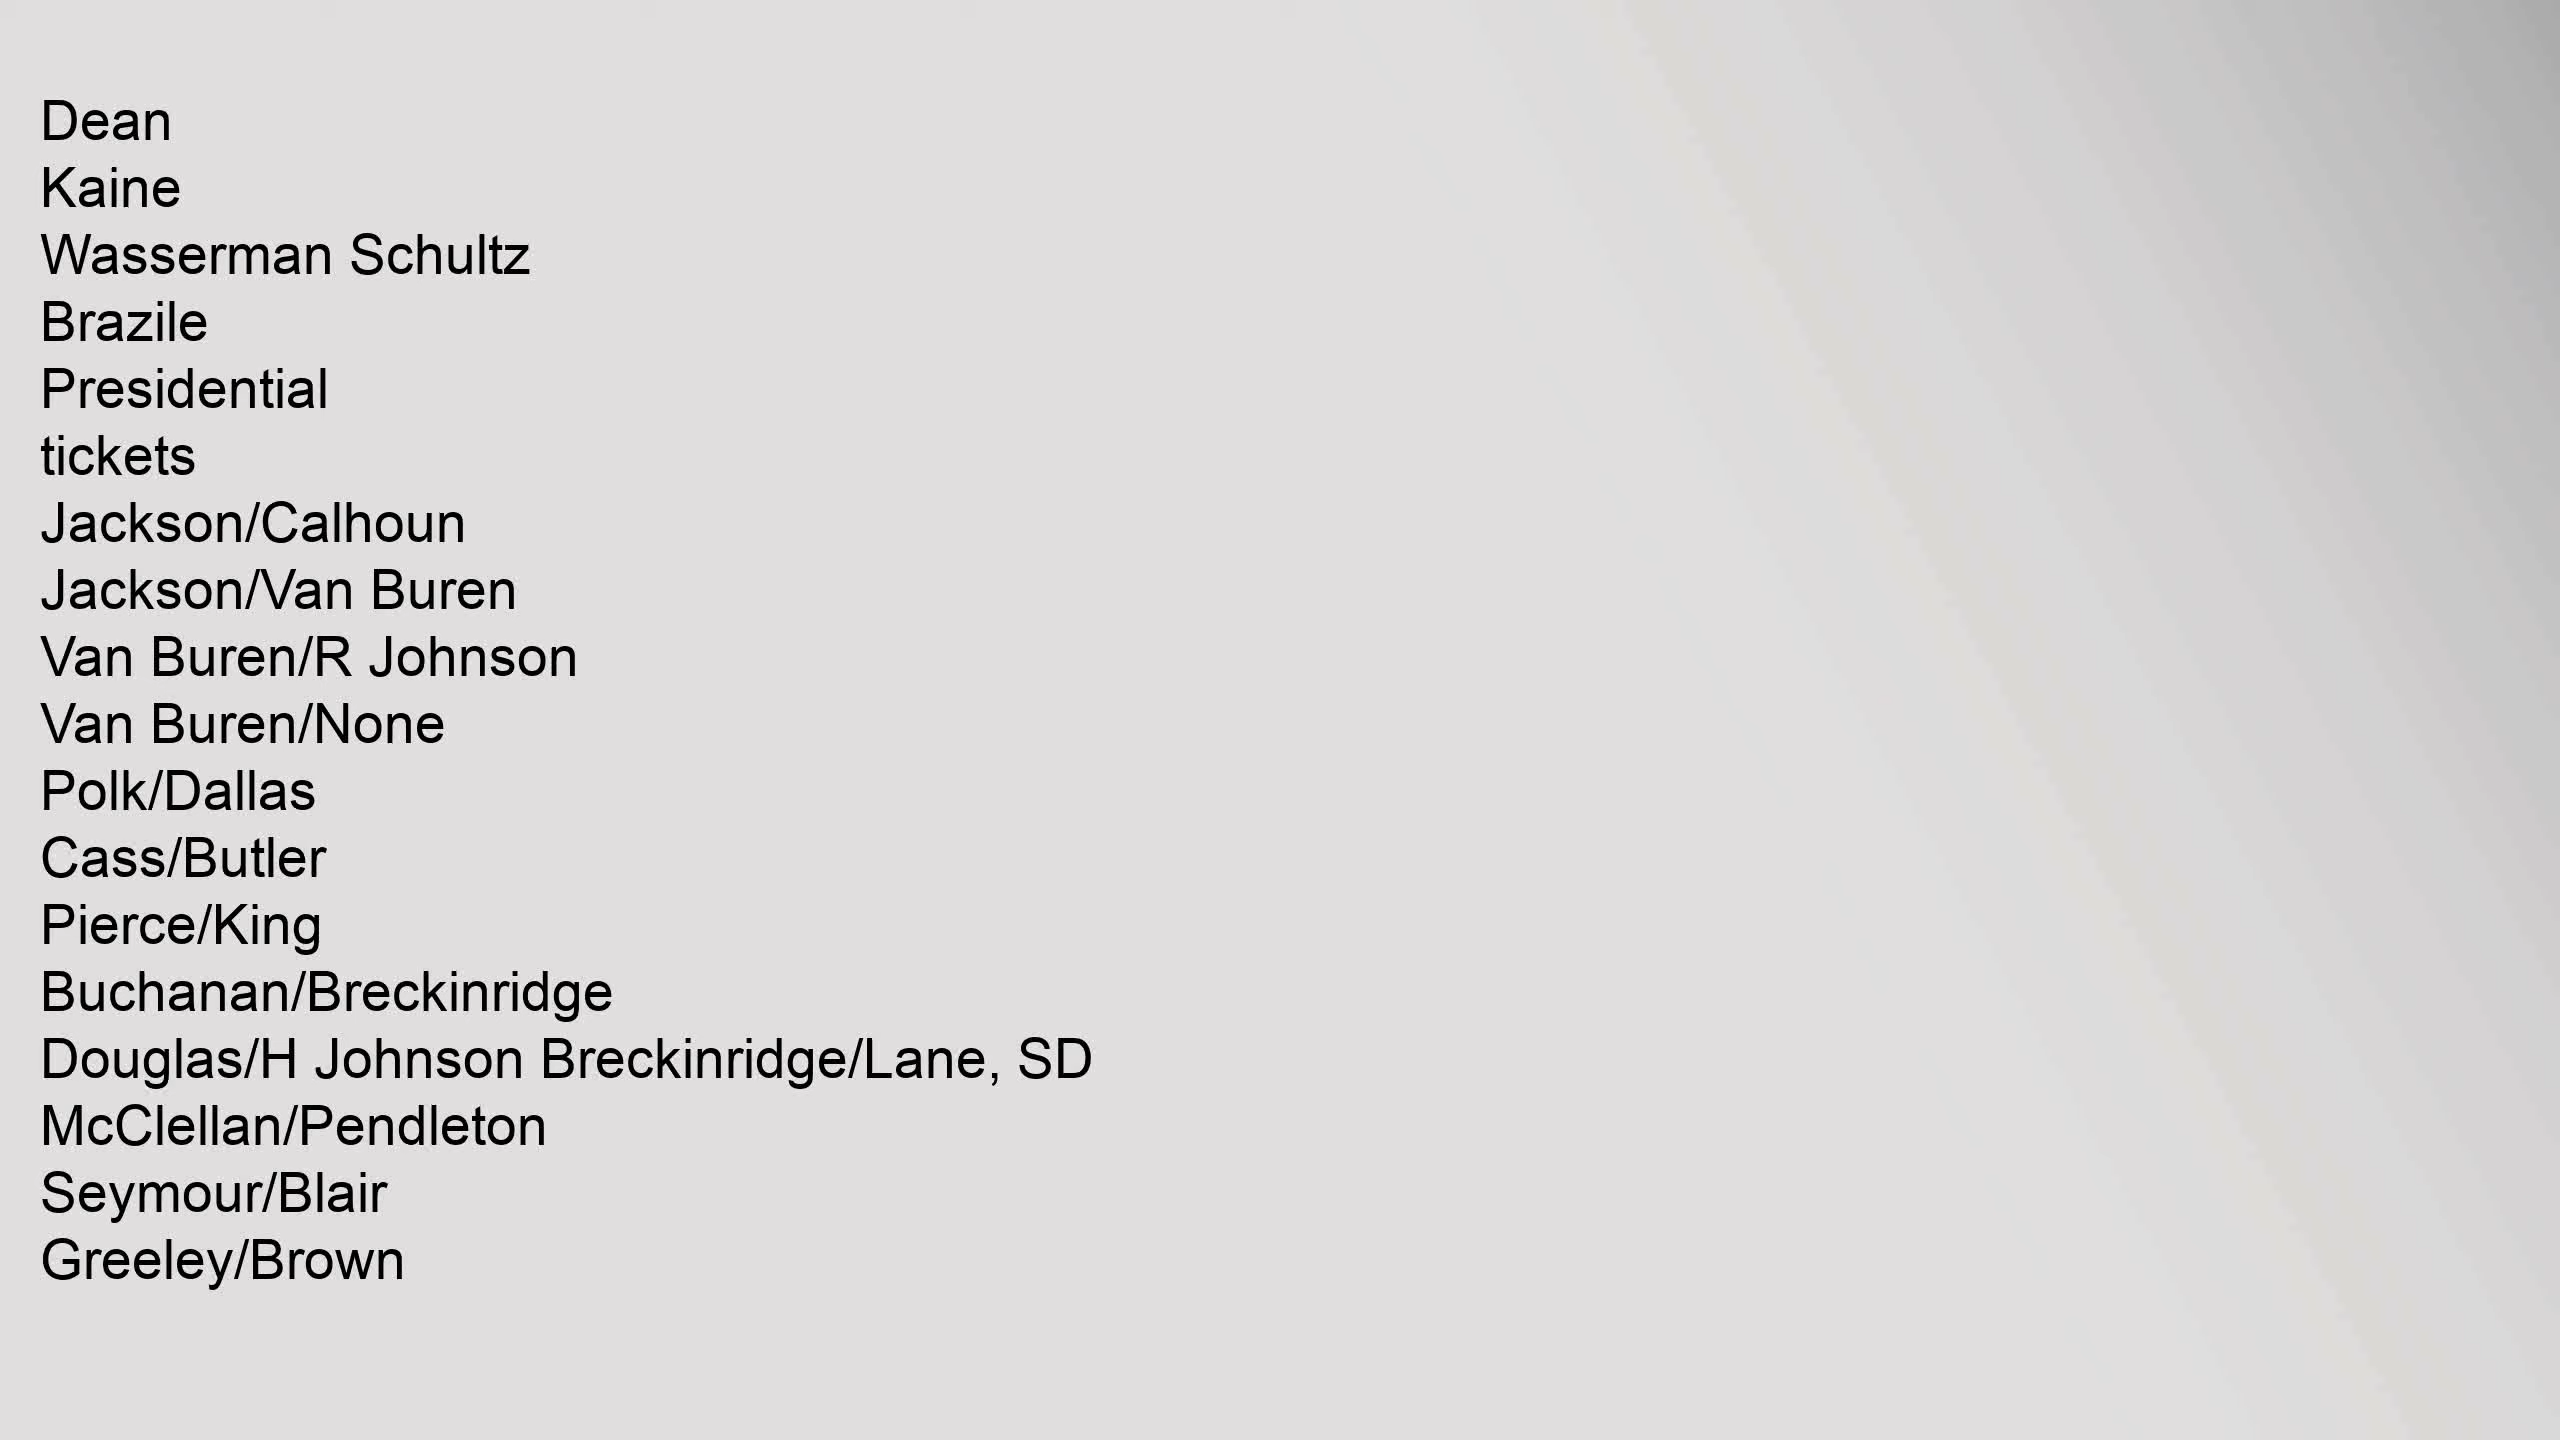 Dean
Kaine
Wasserman Schultz
Brazile
Presidential
tickets
Jackson/Calhoun
Jackson/Van Buren
Van Buren/R Johnson
Van Buren/None
Polk/Dallas
Cass/Butler
Pierce/King
Buchanan/Breckinridge
Douglas/H Johnson Breckinridge/Lane, SD
McClellan/Pendleton
Seymour/Blair
Greeley/Brown